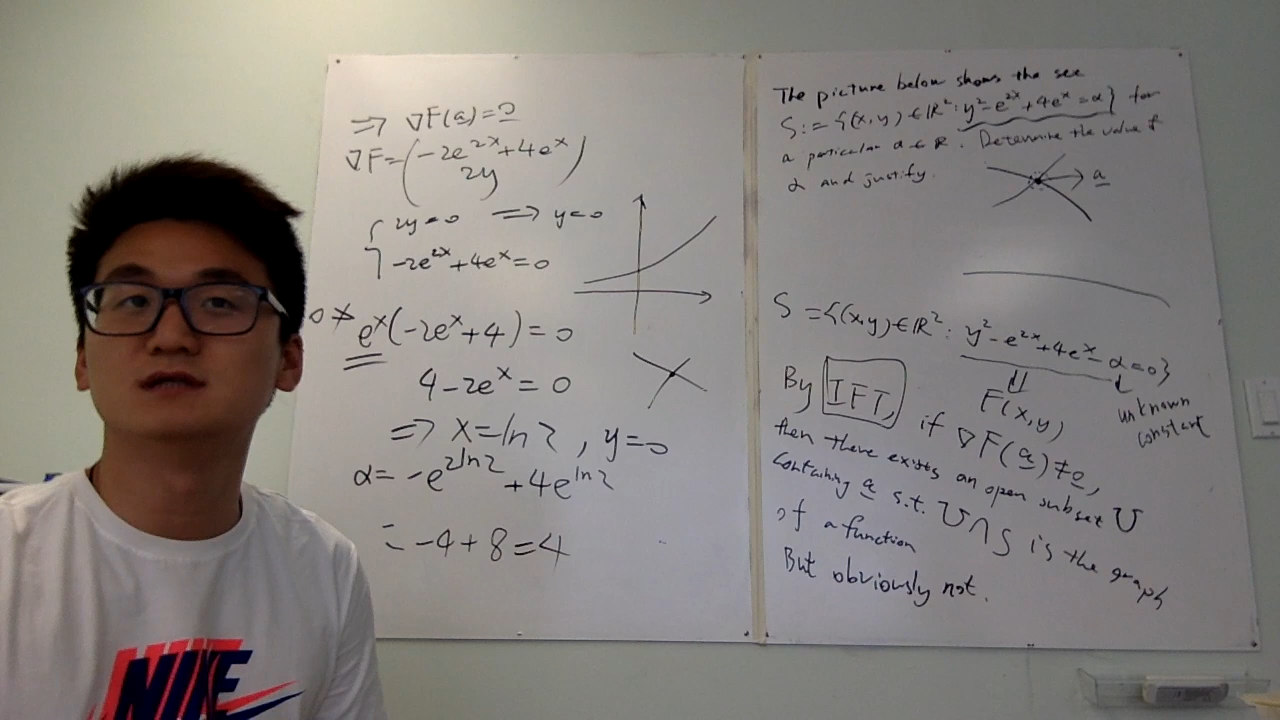 The picture below shows the see
S:={(x,y)∈ℝ²: y²-e^{2x}+4e^x=α} for
a particular α∈ℝ. Determine the value of
α and justify.
a
S={(x,y)∈ℝ²: y²-e^{2x}+4e^x-α=0}
F(x,y)
unknown
constant
By IFT, if ∇F(a)≠0,
then there exists an open subset U
containing a s.t. U∩S is the graph
of a function
But obviously not.
⇒ ∇F(a)=0
∇F=(-2e^{2x}+4e^x
2y)
{ 2y=0 ⇒ y=0
-2e^{2x}+4e^x=0
0≠ e^x(-2e^x+4)=0
4-2e^x=0
⇒ x=ln2, y=0
α=-e^{2ln2}+4e^{ln2}
=-4+8=4
NIKE